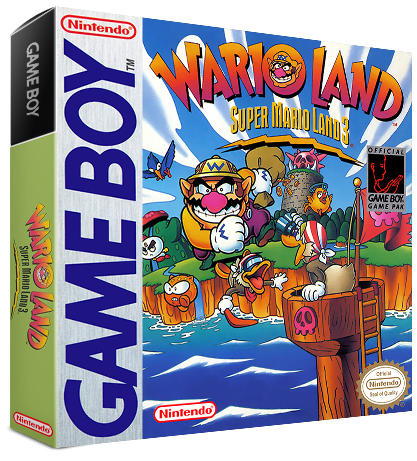 Nintendo
GAME BOY
GAME BOY
TM
WARIO LAND
SUPER MARIO LAND 3
WARIO LAND
TM
SUPER MARIO LAND 3
OFFICIAL
GAME BOY
GAME PAK
W
Nintendo
Official
Nintendo
Seal of Quality